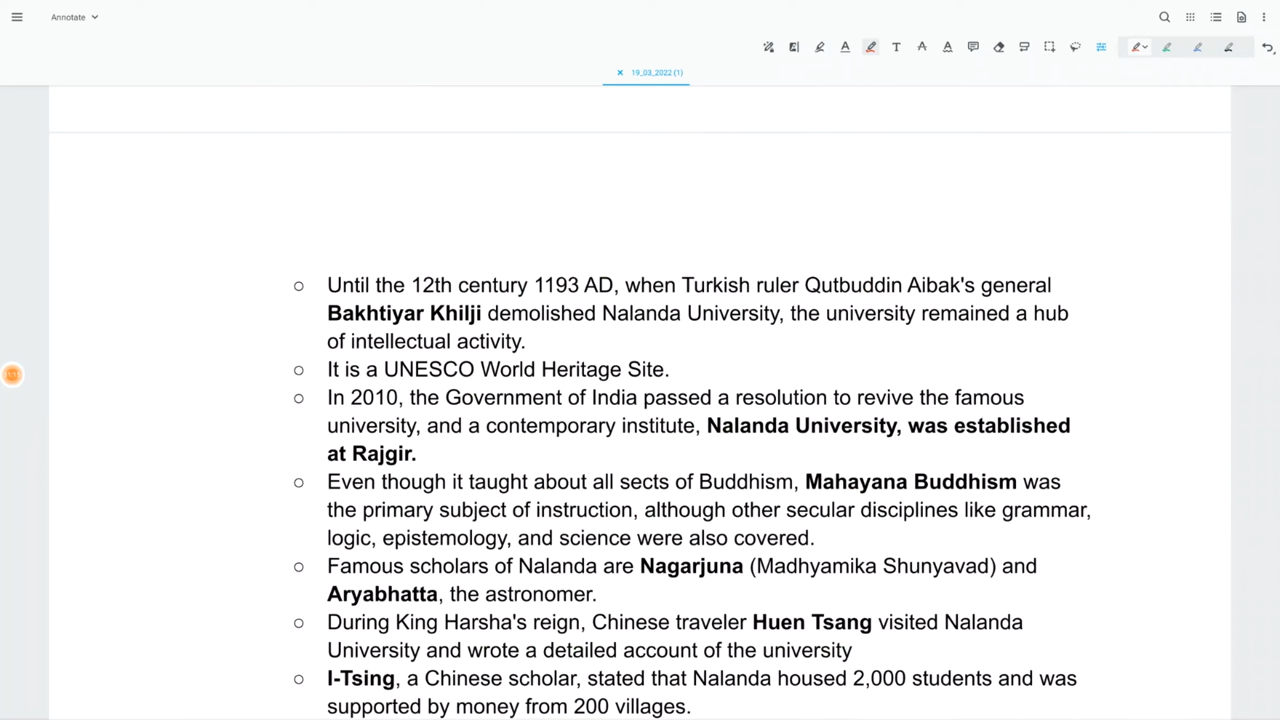 Annotate
19_03_2022 (1)
○ Until the 12th century 1193 AD, when Turkish ruler Qutbuddin Aibak's general
Bakhtiyar Khilji demolished Nalanda University, the university remained a hub
of intellectual activity.
○ It is a UNESCO World Heritage Site.
○ In 2010, the Government of India passed a resolution to revive the famous
university, and a contemporary institute, Nalanda University, was established
at Rajgir.
○ Even though it taught about all sects of Buddhism, Mahayana Buddhism was
the primary subject of instruction, although other secular disciplines like grammar,
logic, epistemology, and science were also covered.
○ Famous scholars of Nalanda are Nagarjuna (Madhyamika Shunyavad) and
Aryabhatta, the astronomer.
○ During King Harsha's reign, Chinese traveler Huen Tsang visited Nalanda
University and wrote a detailed account of the university
○ I-Tsing, a Chinese scholar, stated that Nalanda housed 2,000 students and was
supported by money from 200 villages.